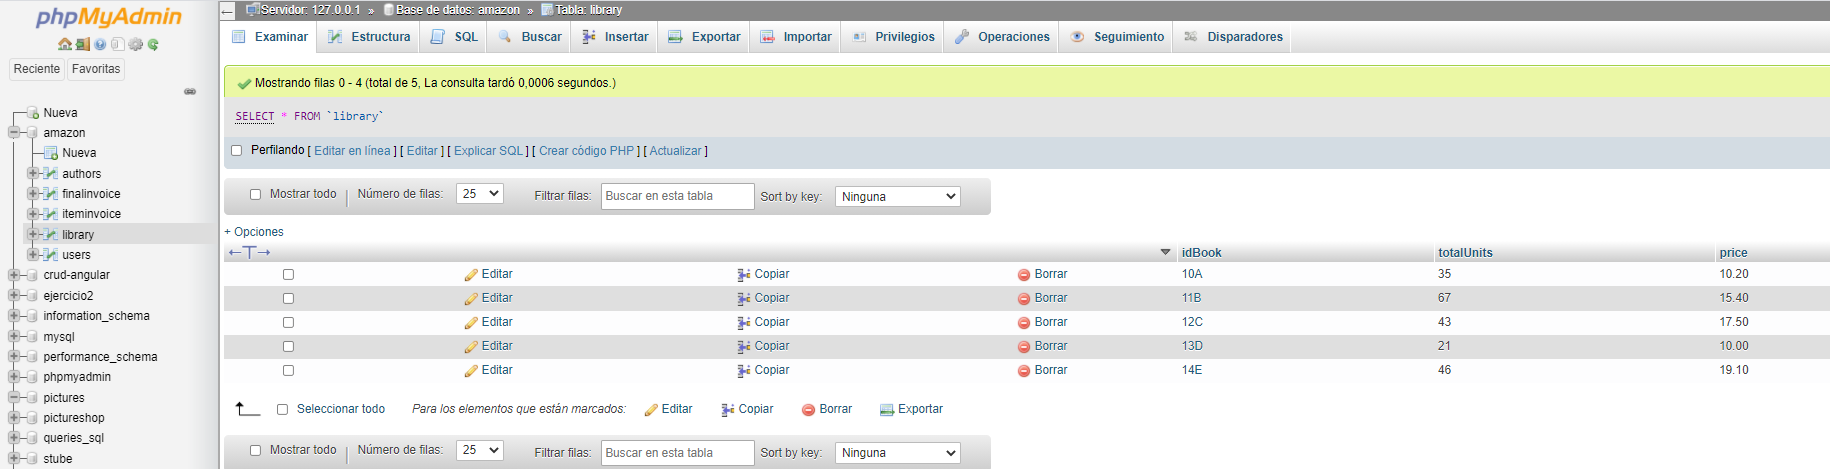 phpMyAdmin
Reciente Favoritas
Nueva
amazon
Nueva
authors
finalinvoice
iteminvoice
library
users
crud-angular
ejercicio2
information_schema
mysql
performance_schema
phpmyadmin
pictures
pictureshop
queries_sql
stube
Servidor: 127.0.0.1 » Base de datos: amazon » Tabla: library
Examinar Estructura SQL Buscar Insertar Exportar Importar Privilegios Operaciones Seguimiento Disparadores
Mostrando filas 0 - 4 (total de 5, La consulta tardó 0,0006 segundos.)
SELECT * FROM `library`
Perfilando [ Editar en línea ] [ Editar ] [ Explicar SQL ] [ Crear código PHP ] [ Actualizar ]
Mostrar todo Número de filas: 25 Filtrar filas: Buscar en esta tabla Sort by key: Ninguna
+ Opciones
←T→ idBook totalUnits price
Editar Copiar Borrar 10A 35 10.20
Editar Copiar Borrar 11B 67 15.40
Editar Copiar Borrar 12C 43 17.50
Editar Copiar Borrar 13D 21 10.00
Editar Copiar Borrar 14E 46 19.10
Seleccionar todo Para los elementos que están marcados: Editar Copiar Borrar Exportar
Mostrar todo Número de filas: 25 Filtrar filas: Buscar en esta tabla Sort by key: Ninguna